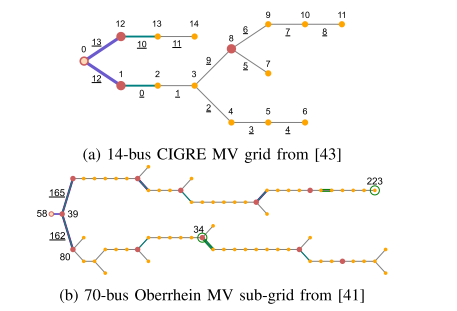 12 13 14
0 13 10 11
9 10 11
8 6 7 8
12 1 2 3 9 5 7
0 1
2 4 5 6
3 4
(a) 14-bus CIGRE MV grid from [43]
165 223
58 39
162 34
80
(b) 70-bus Oberrhein MV sub-grid from [41]